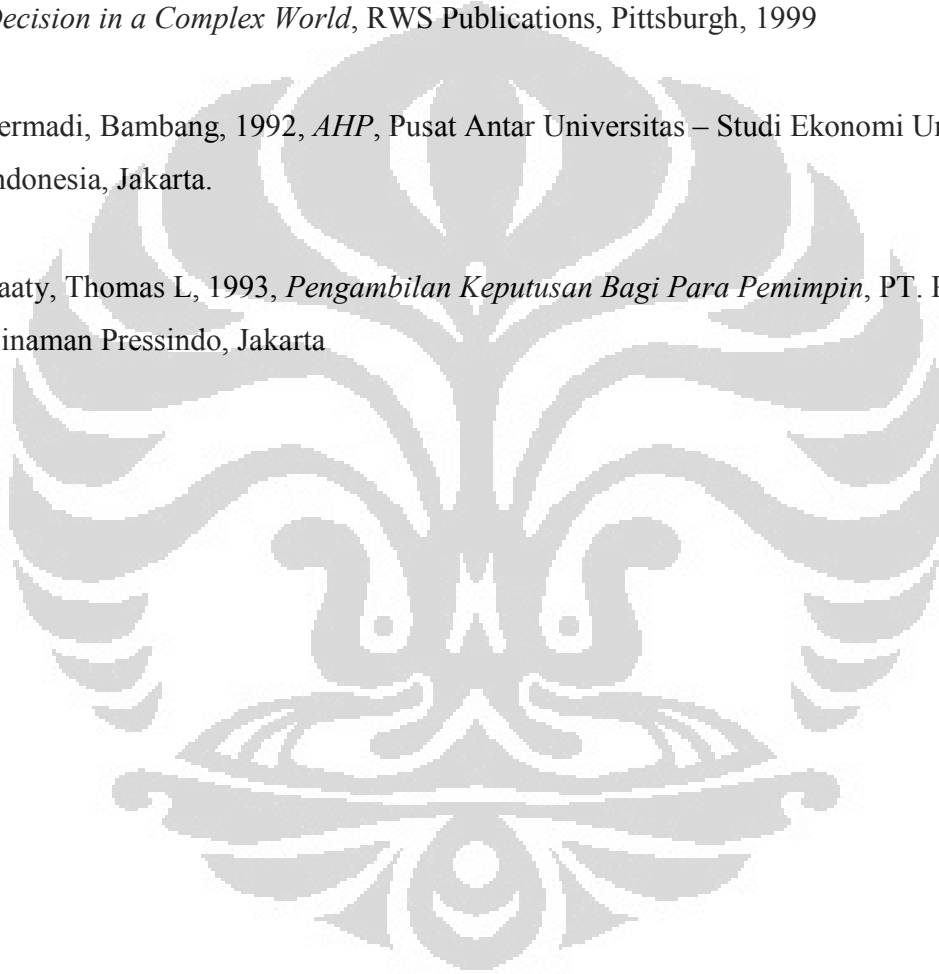 Decision in a Complex World, RWS Publications, Pittsburgh, 1999
ermadi, Bambang, 1992, AHP, Pusat Antar Universitas – Studi Ekonomi Un
ndonesia, Jakarta.
aaty, Thomas L, 1993, Pengambilan Keputusan Bagi Para Pemimpin, PT.
inaman Pressindo, Jakarta